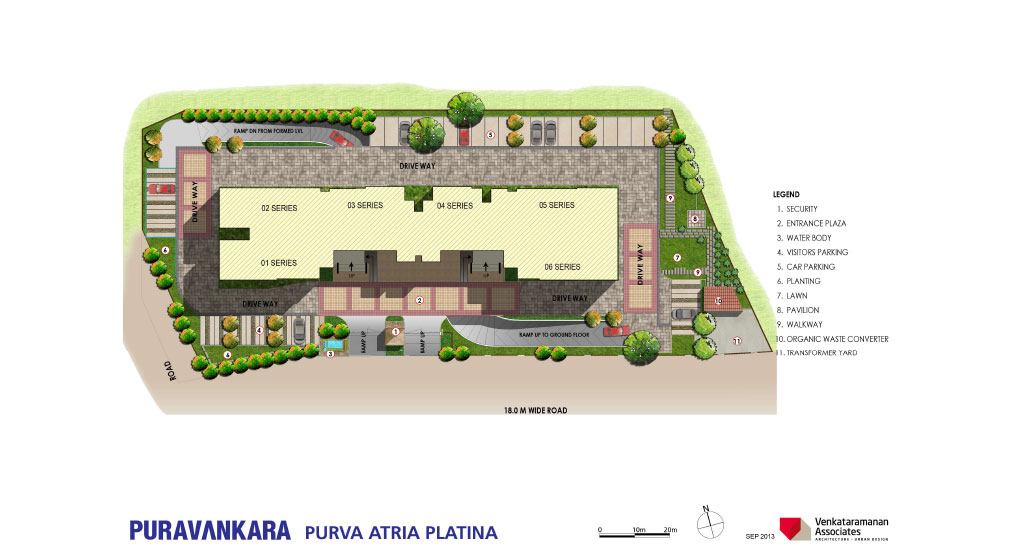 RAMP DN FROM FORMED LVL
5
DRIVE WAY
DRIVE WAY
02 SERIES
03 SERIES
04 SERIES
05 SERIES
9
8
6
01 SERIES
UP
UP
06 SERIES
DRIVE WAY
7
9
DRIVE WAY
2
DRIVE WAY
10
4
1
RAMP UP
RAMP UP
RAMP UP TO GROUND FLOOR
11
6
3
ROAD
18.0 M WIDE ROAD
LEGEND
1. SECURITY
2. ENTRANCE PLAZA
3. WATER BODY
4. VISITORS PARKING
5. CAR PARKING
6. PLANTING
7. LAWN
8. PAVILION
9. WALKWAY
10. ORGANIC WASTE CONVERTER
11. TRANSFORMER YARD
PURAVANKARA PURVA ATRIA PLATINA
0 10m 20m
N
SEP 2013
Venkataramanan
Associates
ARCHITECTURE • URBAN DESIGN